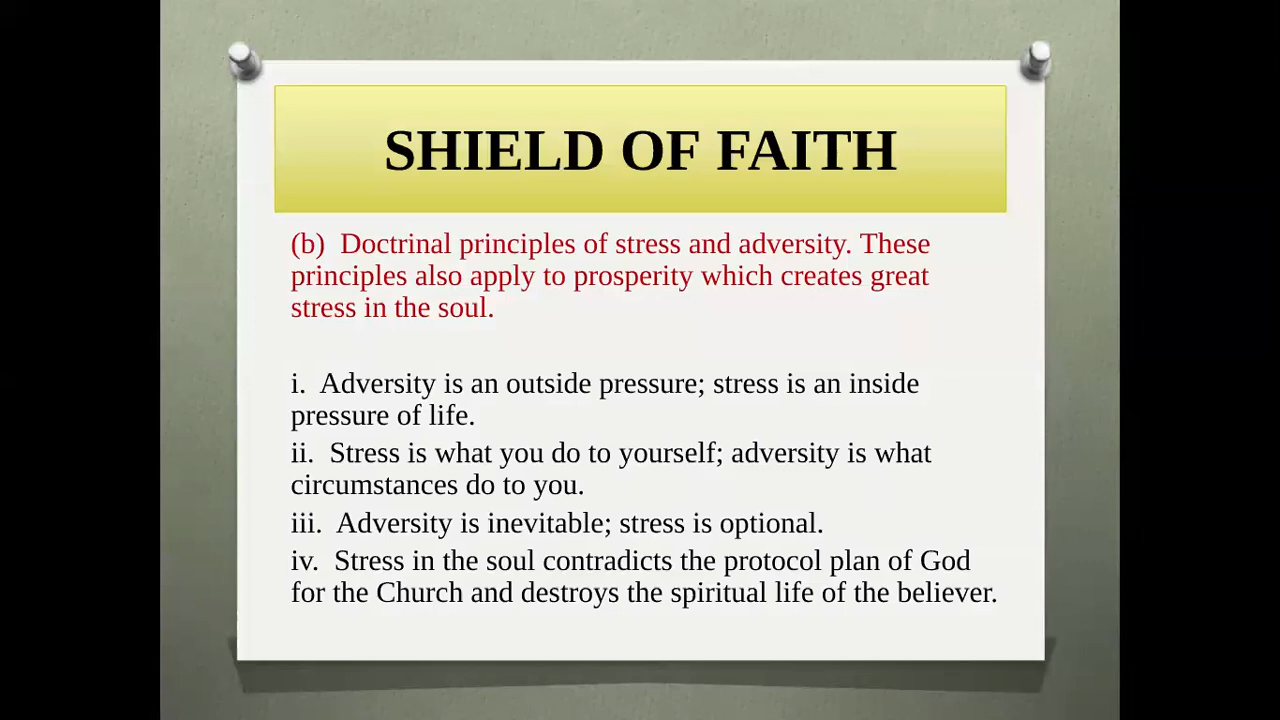 SHIELD OF FAITH
(b)  Doctrinal principles of stress and adversity. These
principles also apply to prosperity which creates great
stress in the soul.
i.  Adversity is an outside pressure; stress is an inside
pressure of life.
ii.  Stress is what you do to yourself; adversity is what
circumstances do to you.
iii.  Adversity is inevitable; stress is optional.
iv.  Stress in the soul contradicts the protocol plan of God
for the Church and destroys the spiritual life of the believer.